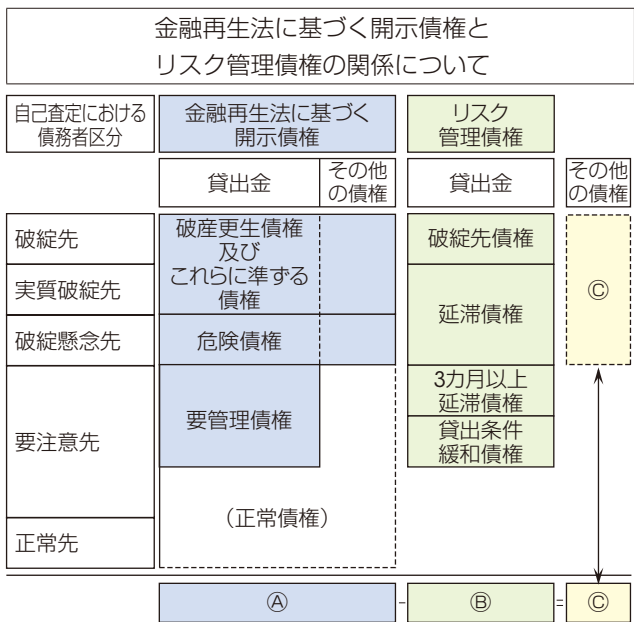 金融再生法に基づく開示債権と
リスク管理債権の関係について
自己査定における
債務者区分
金融再生法に基づく
開示債権
リスク
管理債権
貸出金
その他
の債権
貸出金
その他
の債権
破綻先
実質破綻先
破綻懸念先
要注意先
正常先
破産更生債権
及び
これらに準ずる
債権
危険債権
要管理債権
(正常債権)
破綻先債権
延滞債権
3カ月以上
延滞債権
貸出条件
緩和債権
Ⓒ
Ⓐ - Ⓑ = Ⓒ